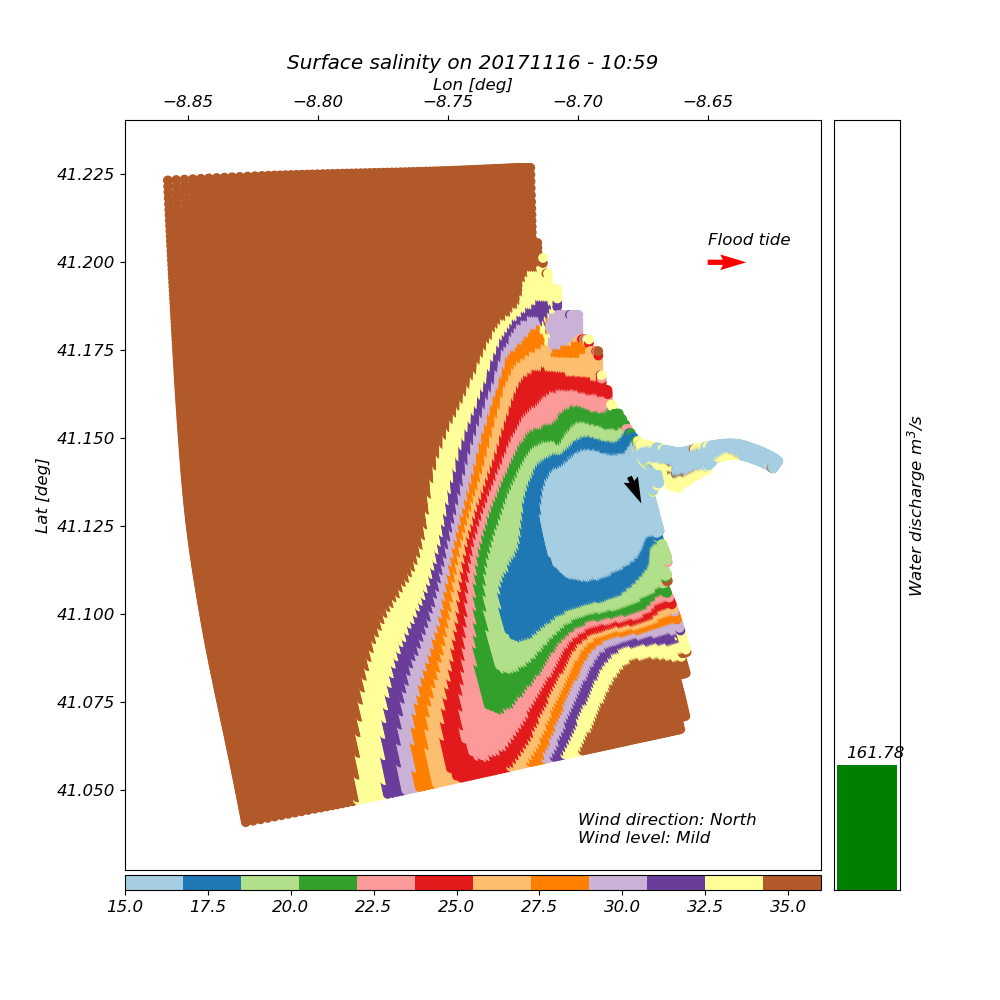 Surface salinity on 20171116 - 10:59
Lon [deg]
−8.85 −8.80 −8.75 −8.70 −8.65
41.225
41.200
41.175
41.150
41.125
41.100
41.075
41.050
Lat [deg]
Flood tide
Wind direction: North
Wind level: Mild
161.78
Water discharge m³/s
15.0 17.5 20.0 22.5 25.0 27.5 30.0 32.5 35.0